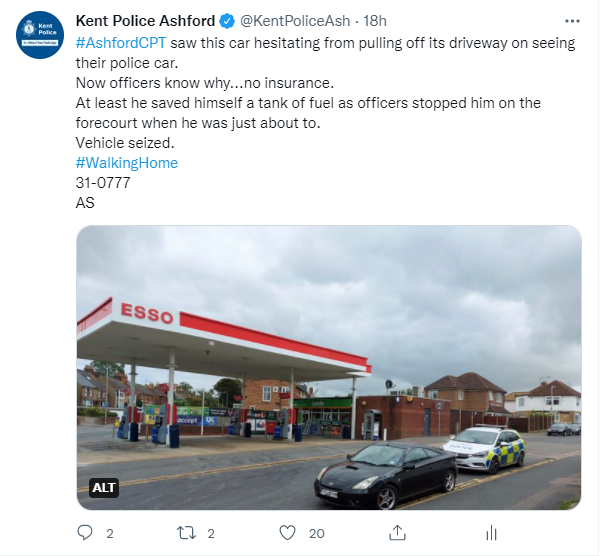 Kent Police Ashford @KentPoliceAsh · 18h
#AshfordCPT saw this car hesitating from pulling off its driveway on seeing
their police car.
Now officers know why...no insurance.
At least he saved himself a tank of fuel as officers stopped him on the
forecourt when he was just about to.
Vehicle seized.
#WalkingHome
31-0777
AS
Kent
Police
ESSO
accept
ALT
2
2
20